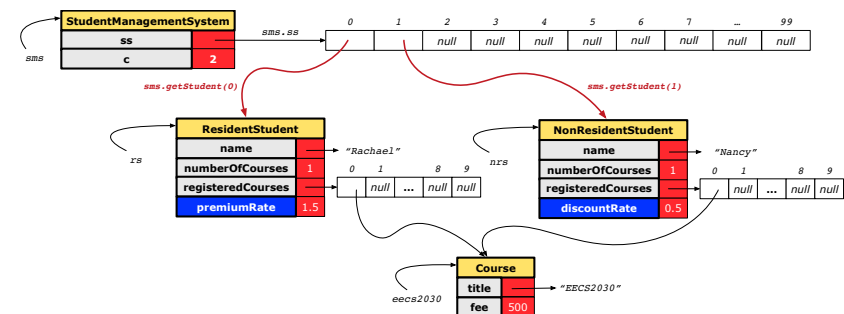 StudentManagementSystem
0 1 2 3 4 5 6 7 … 99
ss
sms.ss
null null null null null null null null
sms
c 2
sms.getStudent(0)
sms.getStudent(1)
ResidentStudent
NonResidentStudent
rs
name
"Rachael"
numberOfCourses 1
0 1 8 9
registeredCourses
null … null null
premiumRate 1.5
nrs
name
"Nancy"
numberOfCourses 1
0 1 8 9
registeredCourses
null … null null
discountRate 0.5
Course
eecs2030
title
"EECS2030"
fee 500